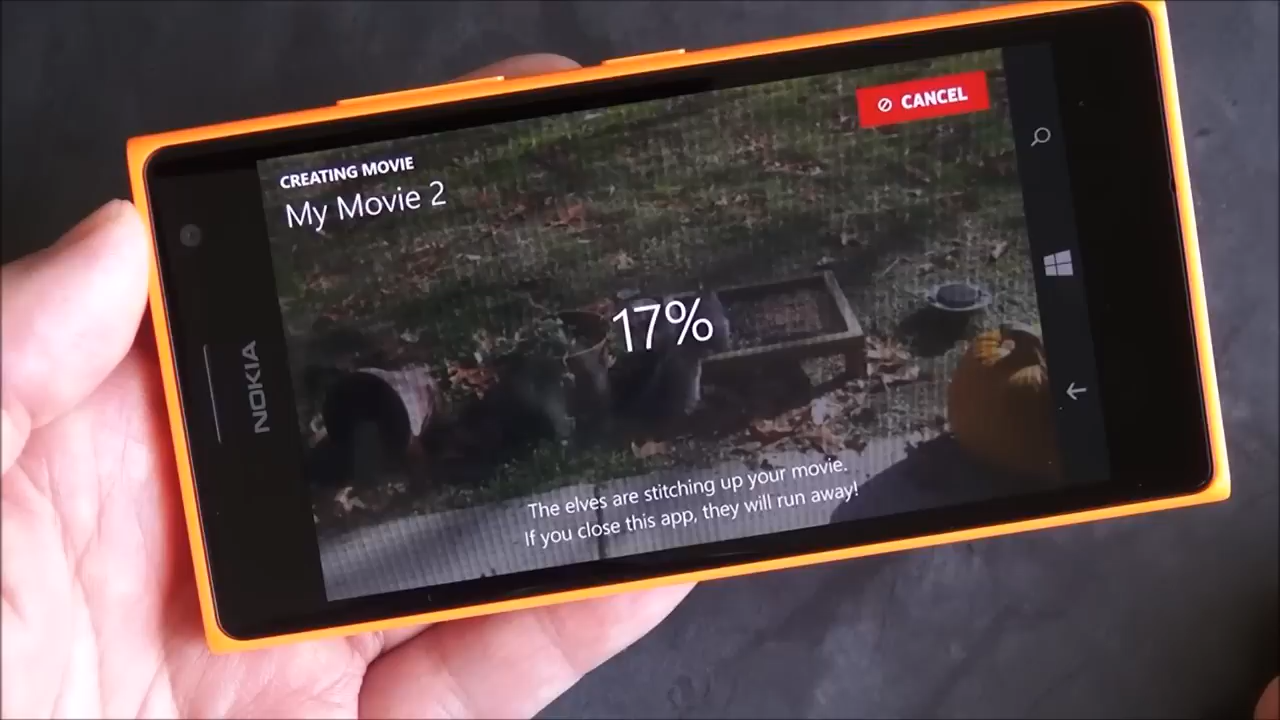 CANCEL
CREATING MOVIE
My Movie 2
17%
NOKIA
The elves are stitching up your movie.
If you close this app, they will run away!